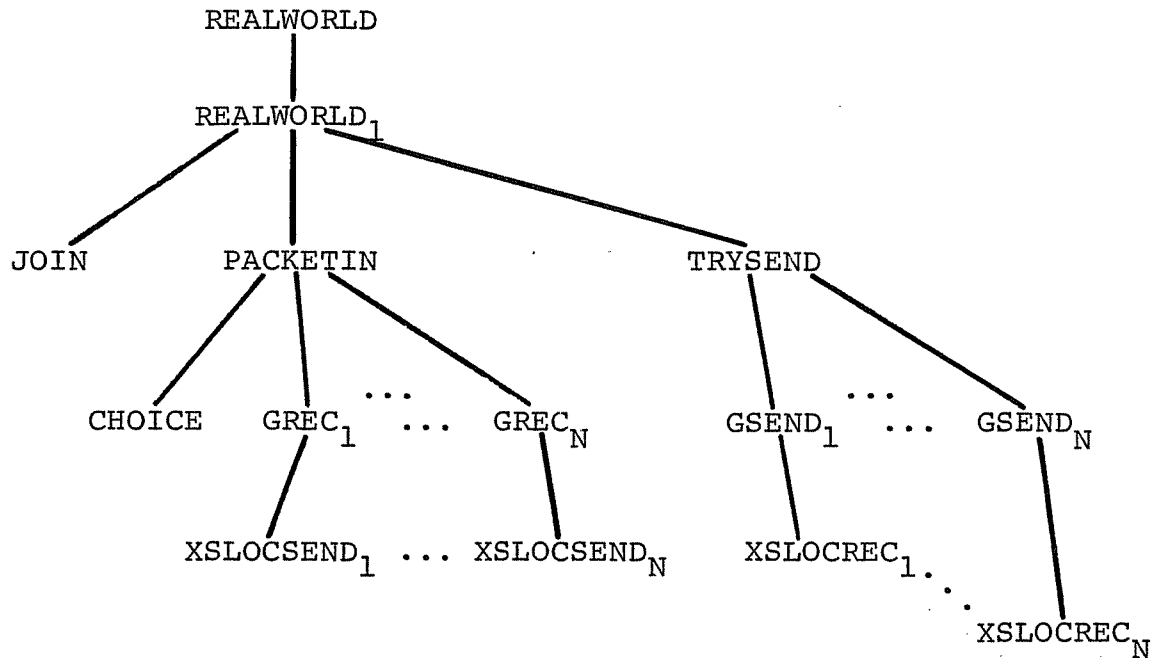 REALWORLD
REALWORLD1
JOIN PACKETIN TRYSEND
... ...
CHOICE GREC1 ... GRECN GSEND1 ... GSENDN
XSLOCSEND1 ... XSLOCSENDN XSLOCREC1
...
XSLOCRECN